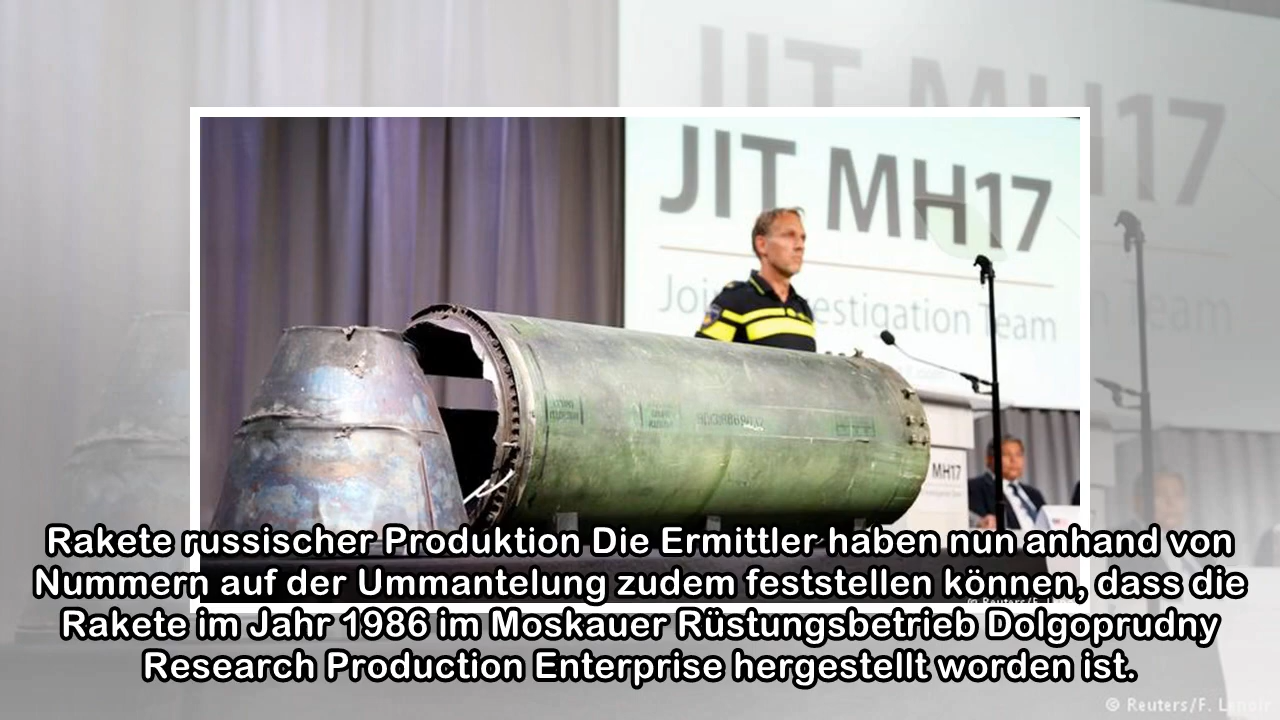 JIT MH17
Joint Investigation Team
MH17
Rakete russischer Produktion Die Ermittler haben nun anhand von
Nummern auf der Ummantelung zudem feststellen können, dass die
Rakete im Jahr 1986 im Moskauer Rüstungsbetrieb Dolgoprudny
Research Production Enterprise hergestellt worden ist.
© Reuters/F. Lenoir